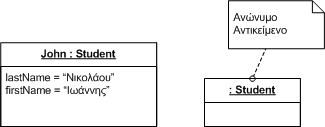 Ανώνυμο
Αντικείμενο
John : Student
lastName = “Νικολάου”
firstName = “Ιωάννης”
: Student